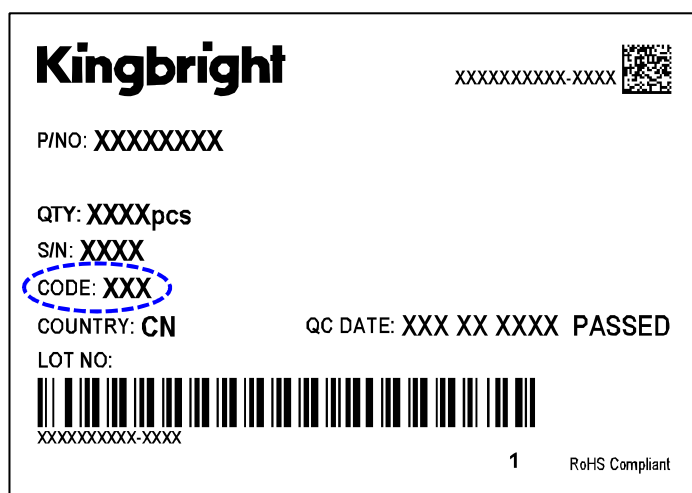 Kingbright
XXXXXXXXXX-XXXX
P/NO: XXXXXXXX
QTY: XXXXpcs
S/N: XXXX
CODE: XXX
COUNTRY: CN QC DATE: XXX XX XXXX PASSED
LOT NO:
XXXXXXXXXX-XXXX
1 RoHS Compliant